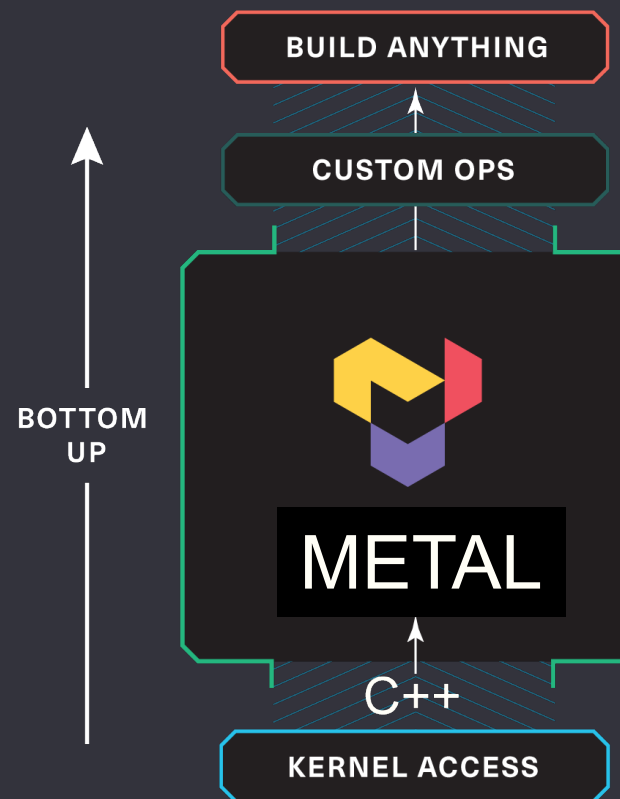 BUILD ANYTHING
CUSTOM OPS
BOTTOM
UP
METAL
C++
KERNEL ACCESS